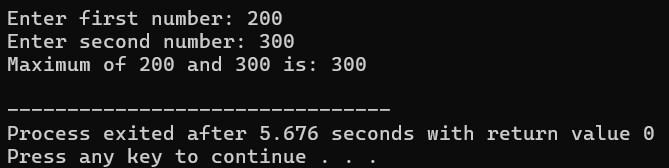 Enter first number: 200
Enter second number: 300
Maximum of 200 and 300 is: 300
--------------------------------
Process exited after 5.676 seconds with return value 0
Press any key to continue . . .